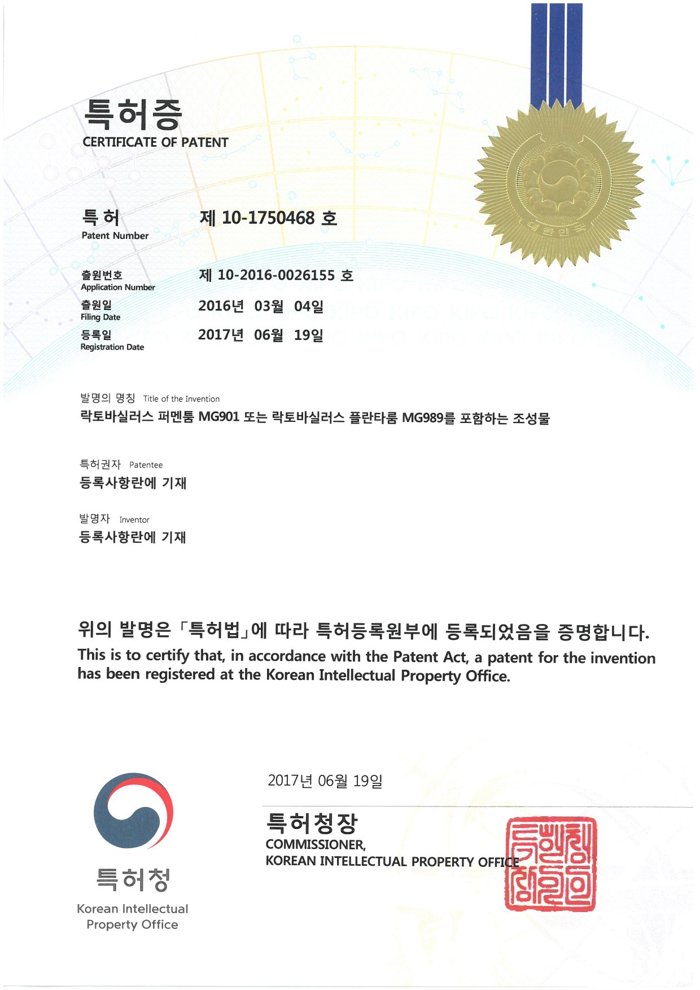 특허증
CERTIFICATE OF PATENT
특허 제 10-1750468 호
Patent Number
출원번호 제 10-2016-0026155 호
Application Number
출원일 2016년 03월 04일
Filing Date
등록일 2017년 06월 19일
Registration Date
발명의 명칭 Title of the Invention
락토바실러스 퍼멘툼 MG901 또는 락토바실러스 플란타룸 MG989를 포함하는 조성물
특허권자 Patentee
등록사항란에 기재
발명자 Inventor
등록사항란에 기재
위의 발명은 「특허법」에 따라 특허등록원부에 등록되었음을 증명합니다.
This is to certify that, in accordance with the Patent Act, a patent for the invention
has been registered at the Korean Intellectual Property Office.
2017년 06월 19일
특허청장
COMMISSIONER,
KOREAN INTELLECTUAL PROPERTY OFFICE
특허청
Korean Intellectual
Property Office
대한민국